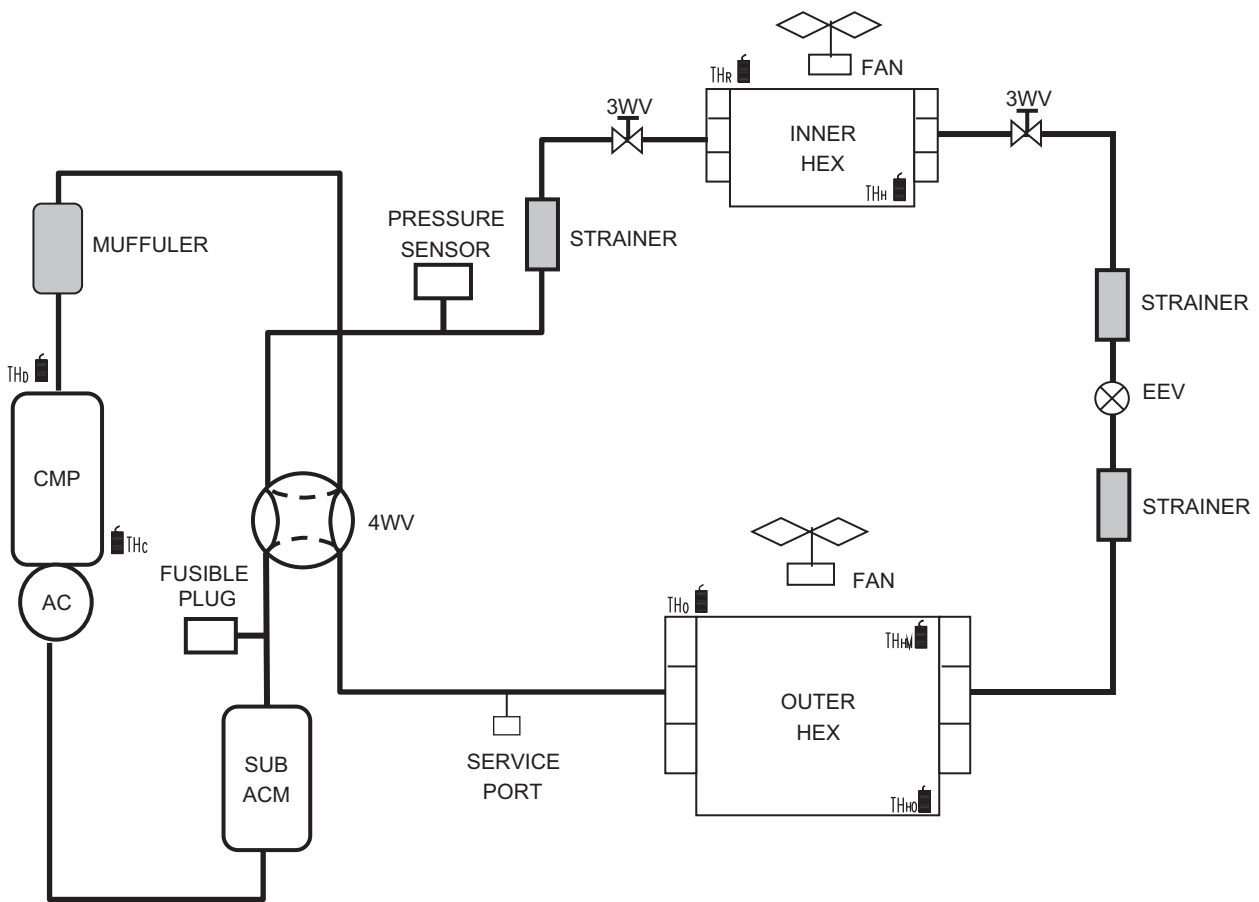 FAN
THR
3WV
3WV
INNER
HEX
THH
MUFFULER
PRESSURE
SENSOR
STRAINER
STRAINER
THD
EEV
CMP
STRAINER
4WV
THC
FUSIBLE
PLUG
FAN
AC
THO
THHM
OUTER
HEX
SERVICE
PORT
SUB
ACM
THHO